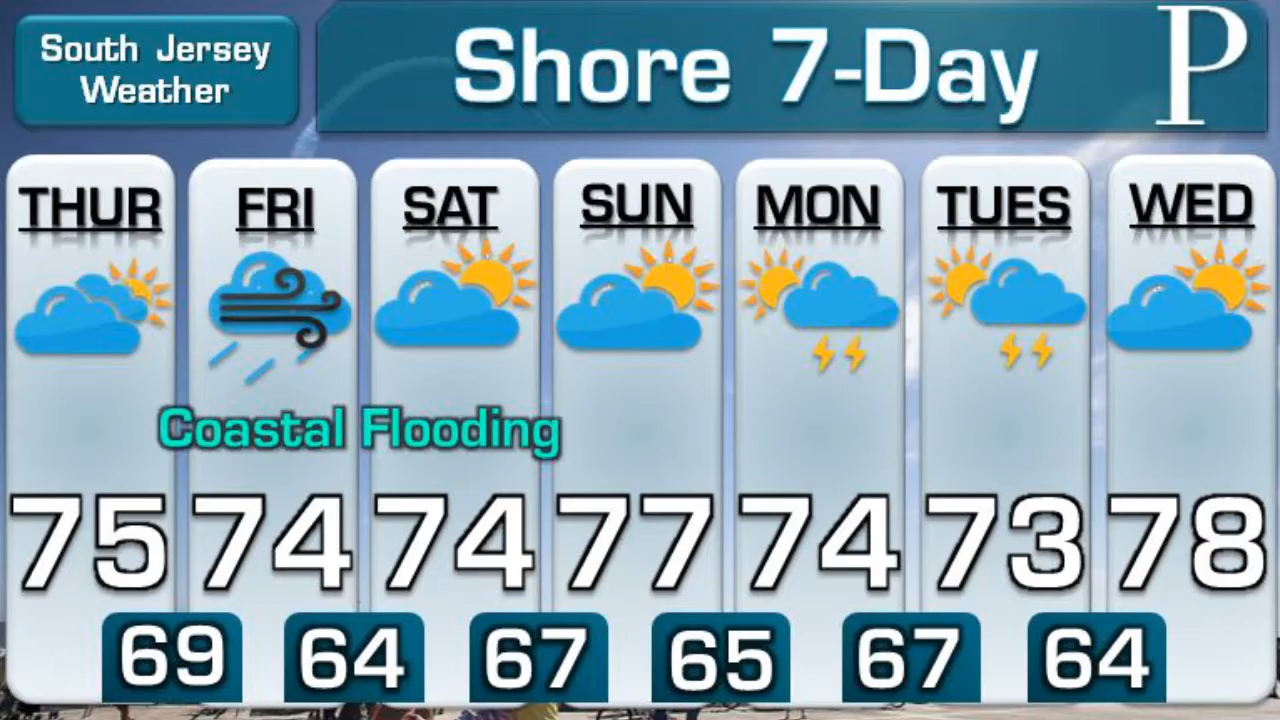 South Jersey
Weather
Shore 7-Day
P
THUR FRI SAT SUN MON TUES WED
Coastal Flooding
75 74 74 77 74 73 78
69 64 67 65 67 64